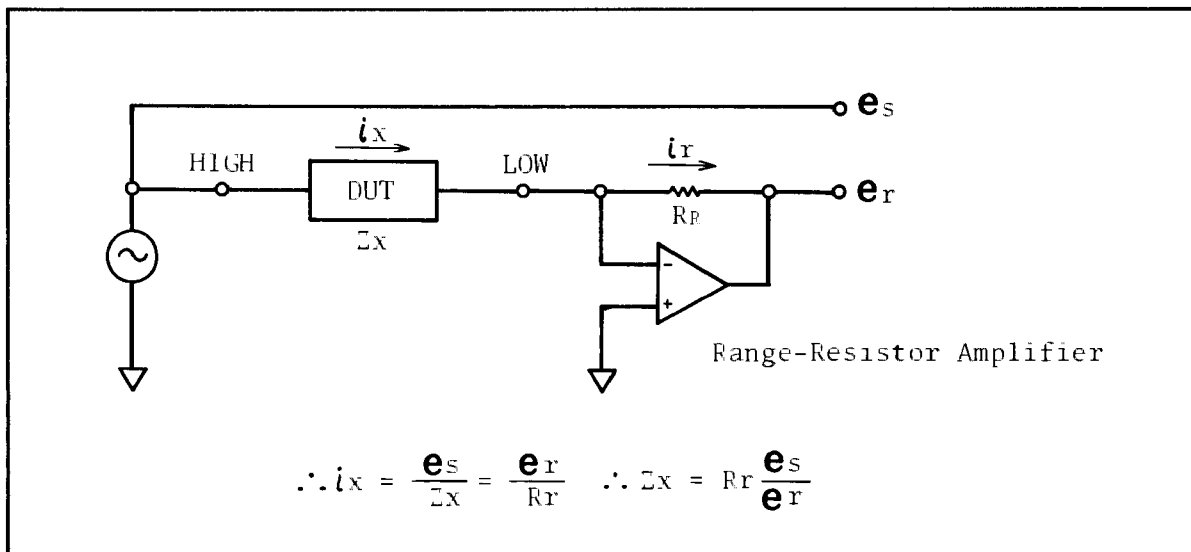 es
ix
ir
HIGH
DUT
LOW
er
Zx
RR
-
+
Range-Resistor Amplifier
∴ ix = es/Zx = er/Rr ∴ Zx = Rr es/er